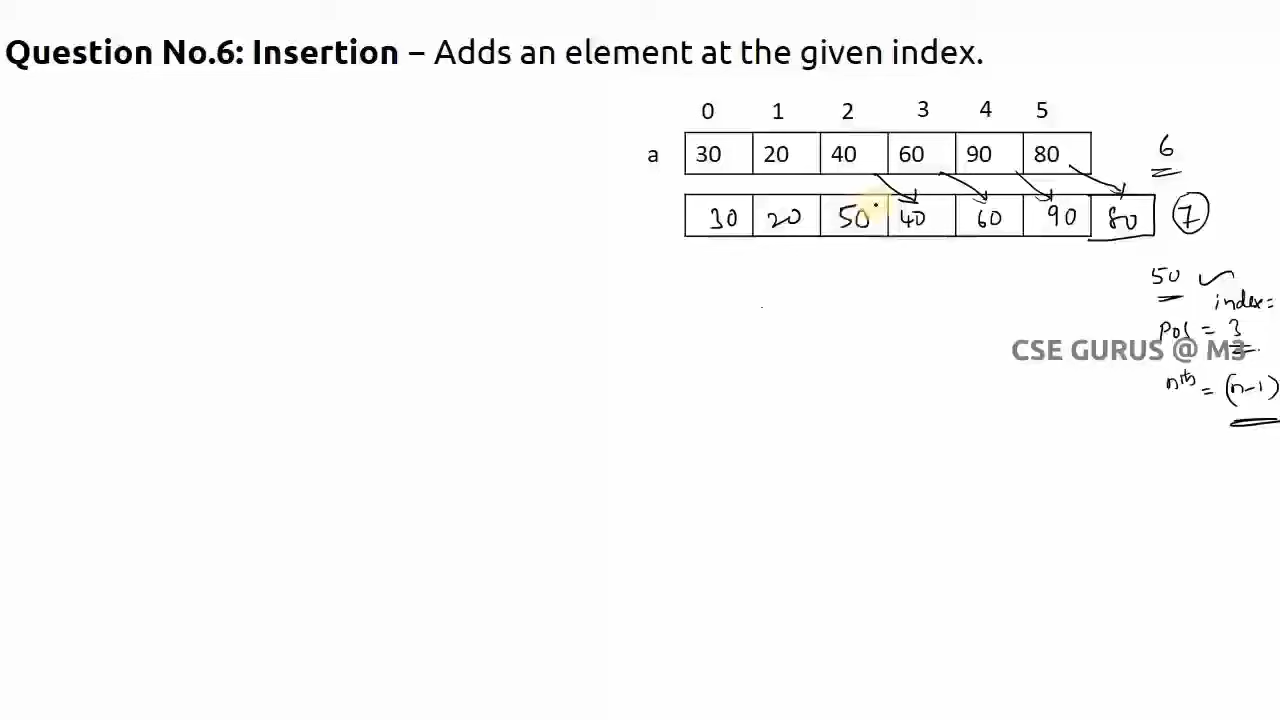 Question No.6: Insertion – Adds an element at the given index.
0 1 2 3 4 5
a 30 20 40 60 90 80 6
30 20 50 40 60 90 80 7
50
index=
pos = 3
CSE GURUS @ M3
nth = (n-1)